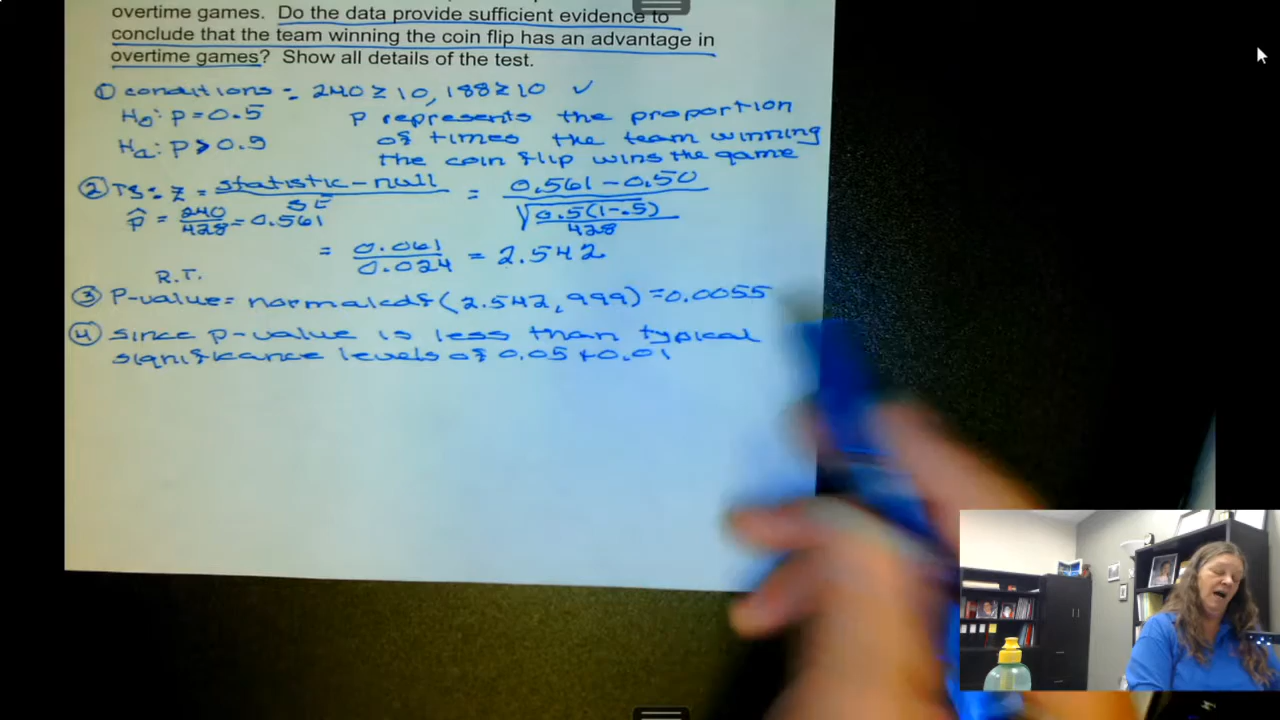 overtime games. Do the data provide sufficient evidence to
conclude that the team winning the coin flip has an advantage in
overtime games? Show all details of the test.
① conditions = 240 ≥ 10, 188 ≥ 10 ✓
H₀: p = 0.5
Hₐ: p > 0.9
P represents the proportion
of times the team winning
the coin flip wins the game
② TS: z = statistic - null / SE = 0.561 - 0.50 / √(0.5(1-.5) / 428)
p̂ = 240/428 = 0.561
= 0.061 / 0.024 = 2.542
R.T.
③ P-value = normalcdf (2.542, 999) = 0.0055
④ since p-value is less than typical
significance levels of 0.05 + 0.01